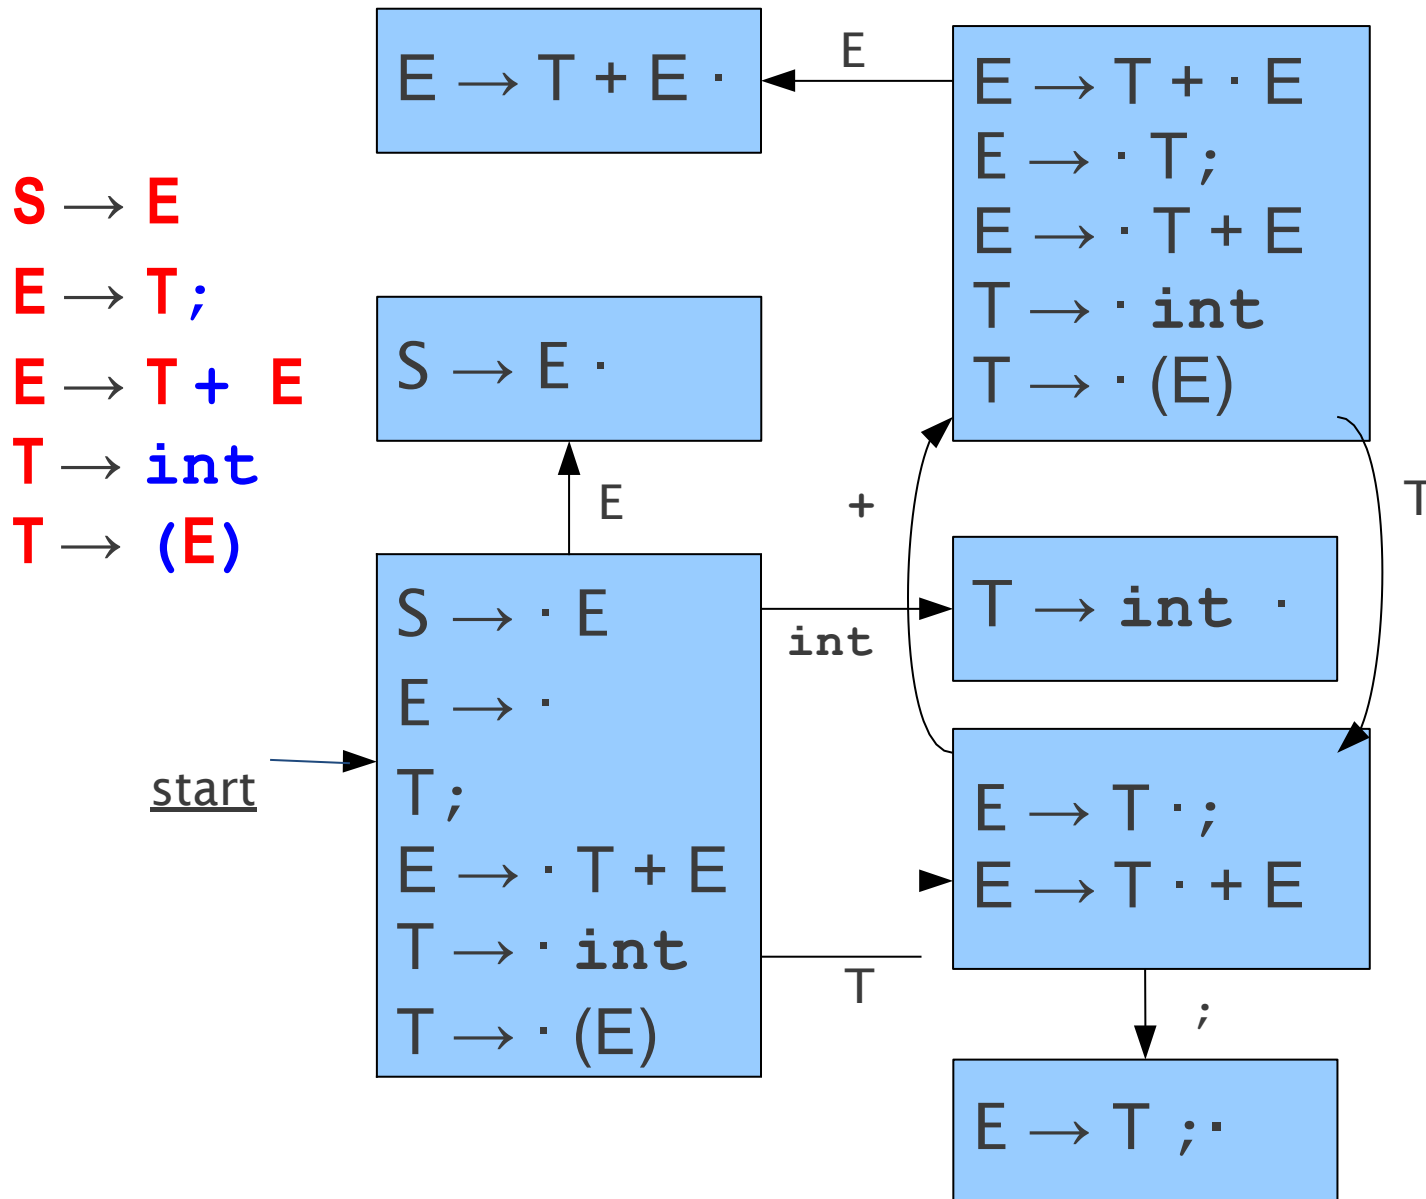 S → E
E → T;
E → T + E
T → int
T → (E)
start
E → T + E ·
E
E → T + · E
E → · T;
E → · T + E
T → · int
T → · (E)
S → E ·
E
+
T
S → · E
E → ·
T;
E → · T + E
T → · int
T → · (E)
int
T → int ·
T
E → T ·;
E → T · + E
;
E → T ;·